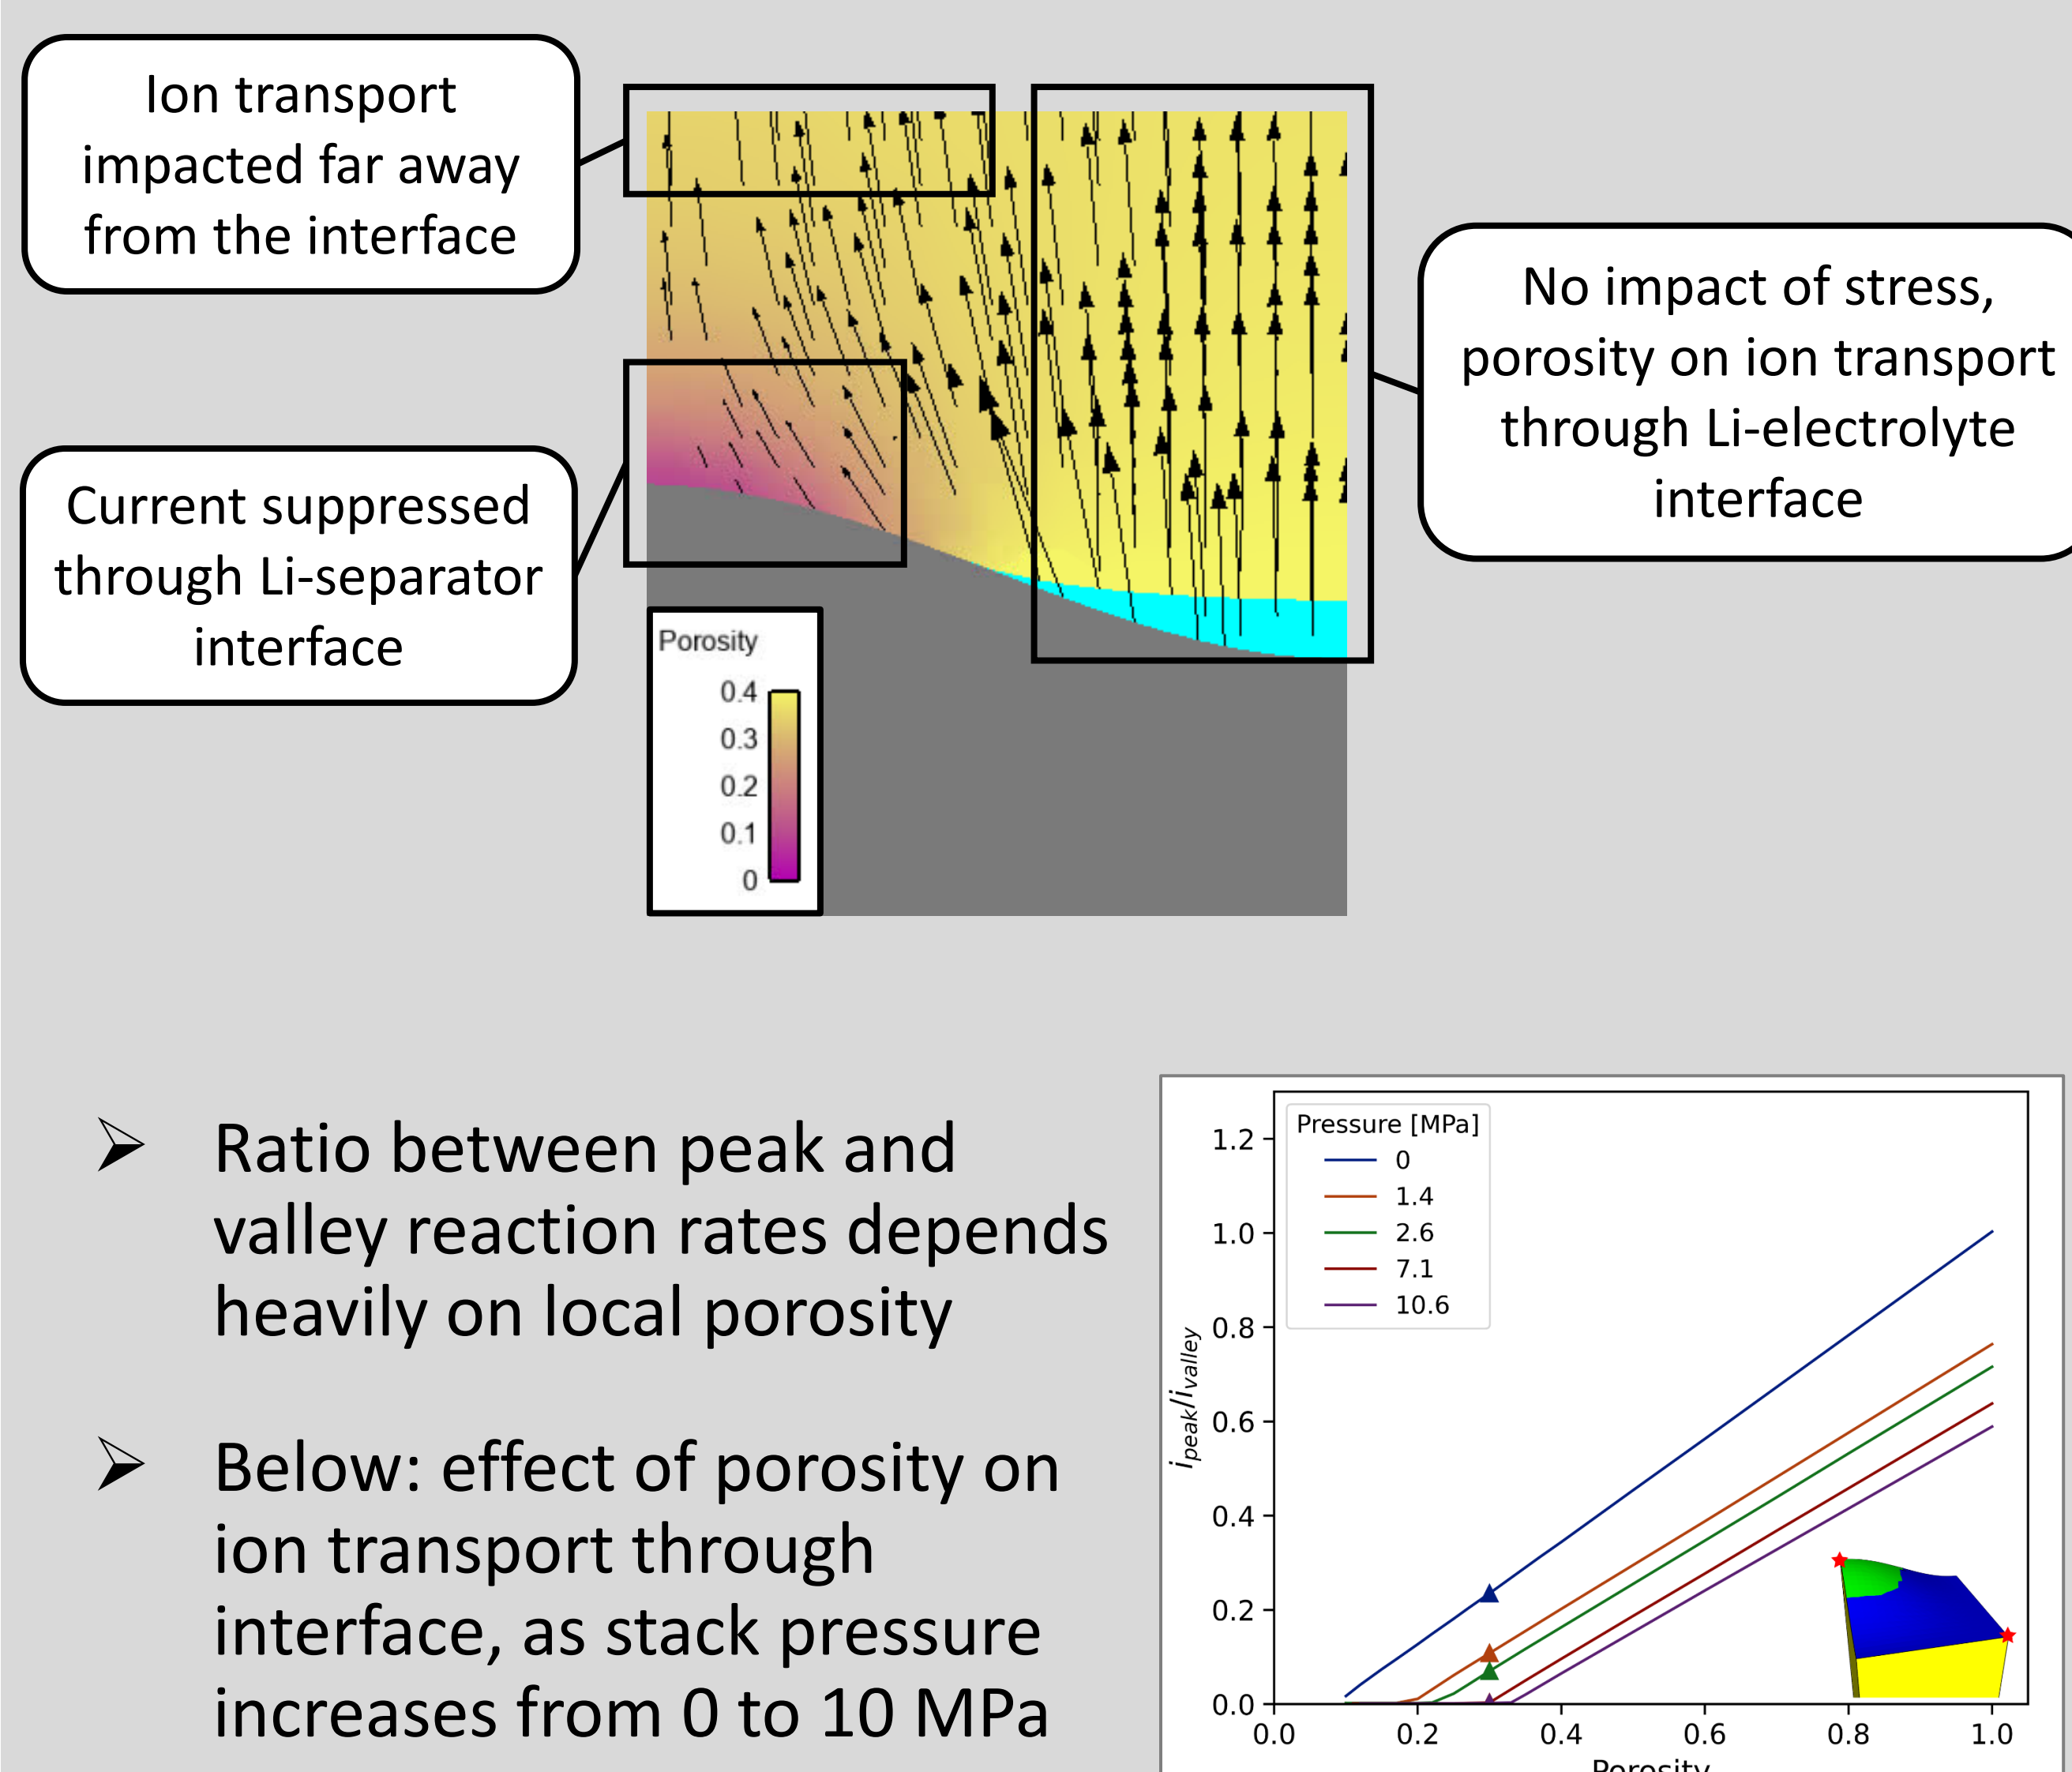 Ion transport
impacted far away
from the interface
No impact of stress,
porosity on ion transport
through Li-electrolyte
interface
Current suppressed
through Li-separator
interface
Porosity
0.4
0.3
0.2
0.1
0
➢ Ratio between peak and
valley reaction rates depends
heavily on local porosity
➢ Below: effect of porosity on
ion transport through
interface, as stack pressure
increases from 0 to 10 MPa
Pressure [MPa]
0
1.4
2.6
7.1
10.6
i_peak/i_valley
1.2
1.0
0.8
0.6
0.4
0.2
0.0
0.0 0.2 0.4 0.6 0.8 1.0
Porosity